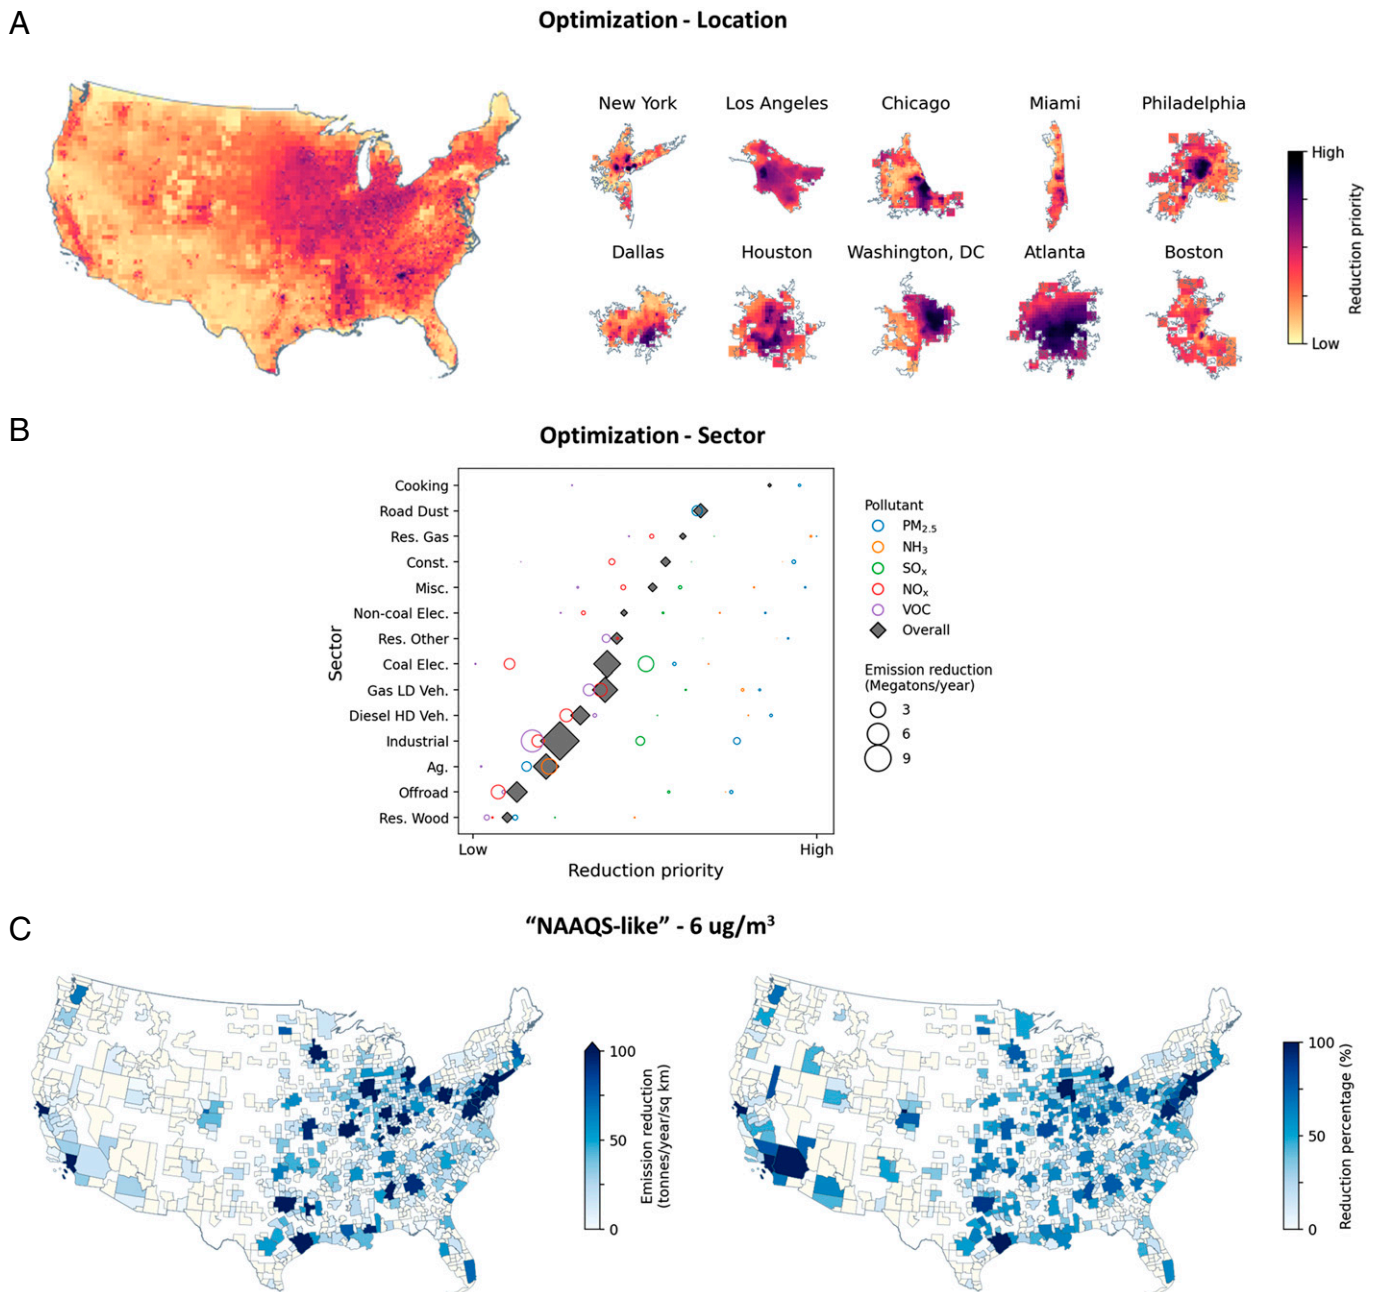 A
Optimization - Location
New York
Los Angeles
Chicago
Miami
Philadelphia
Dallas
Houston
Washington, DC
Atlanta
Boston
High
Low
Reduction priority
B
Optimization - Sector
Sector
Cooking
Road Dust
Res. Gas
Const.
Misc.
Non-coal Elec.
Res. Other
Coal Elec.
Gas LD Veh.
Diesel HD Veh.
Industrial
Ag.
Offroad
Res. Wood
Low
High
Reduction priority
Pollutant
PM2.5
NH3
SOx
NOx
VOC
Overall
Emission reduction
(Megatons/year)
3
6
9
C
“NAAQS-like” - 6 ug/m³
100
50
0
Emission reduction
(tonnes/year/sq km)
100
50
0
Reduction percentage (%)